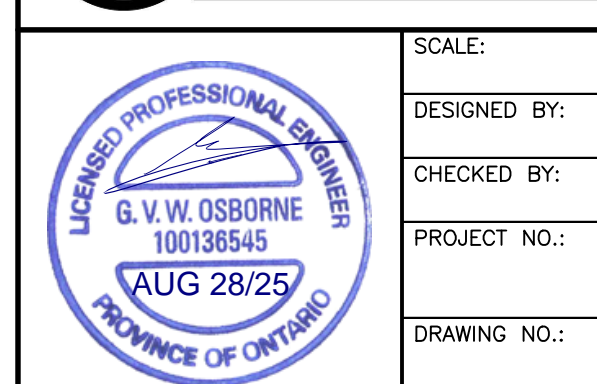 LICENSED PROFESSIONAL ENGINEER
G. V. W. OSBORNE
100136545
AUG 28/25
PROVINCE OF ONTARIO
SCALE:
DESIGNED BY:
CHECKED BY:
PROJECT NO.:
DRAWING NO.: